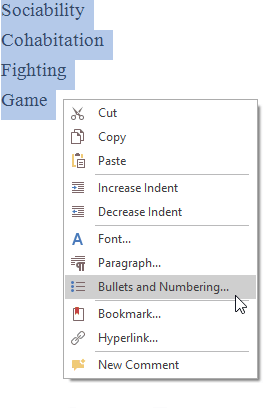 Sociability
Cohabitation
Fighting
Game
Cut
Copy
Paste
Increase Indent
Decrease Indent
Font...
Paragraph...
Bullets and Numbering...
Bookmark...
Hyperlink...
New Comment